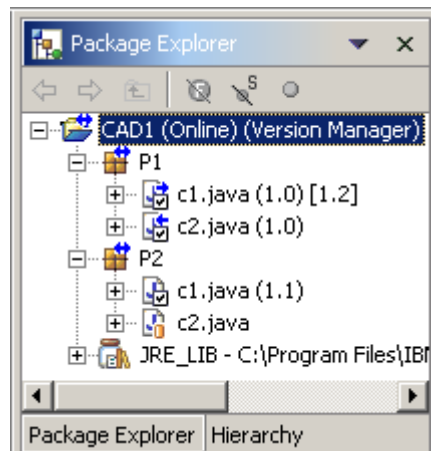 Package Explorer
S
CAD1 (Online) (Version Manager)
P1
c1.java (1.0) [1.2]
c2.java (1.0)
P2
c1.java (1.1)
c2.java
JRE_LIB - C:\Program Files\IB
Package Explorer Hierarchy